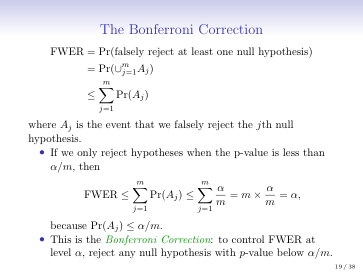 The Bonferroni Correction
FWER = Pr(falsely reject at least one null hypothesis)
= Pr(∪ᵐⱼ₌₁Aⱼ)
≤ ∑ᵐⱼ₌₁ Pr(Aⱼ)
where Aⱼ is the event that we falsely reject the jth null
hypothesis.
• If we only reject hypotheses when the p-value is less than
α/m, then
FWER ≤ ∑ᵐⱼ₌₁ Pr(Aⱼ) ≤ ∑ᵐⱼ₌₁ α/m = m × α/m = α,
because Pr(Aⱼ) ≤ α/m.
• This is the Bonferroni Correction: to control FWER at
level α, reject any null hypothesis with p-value below α/m.
19 / 38